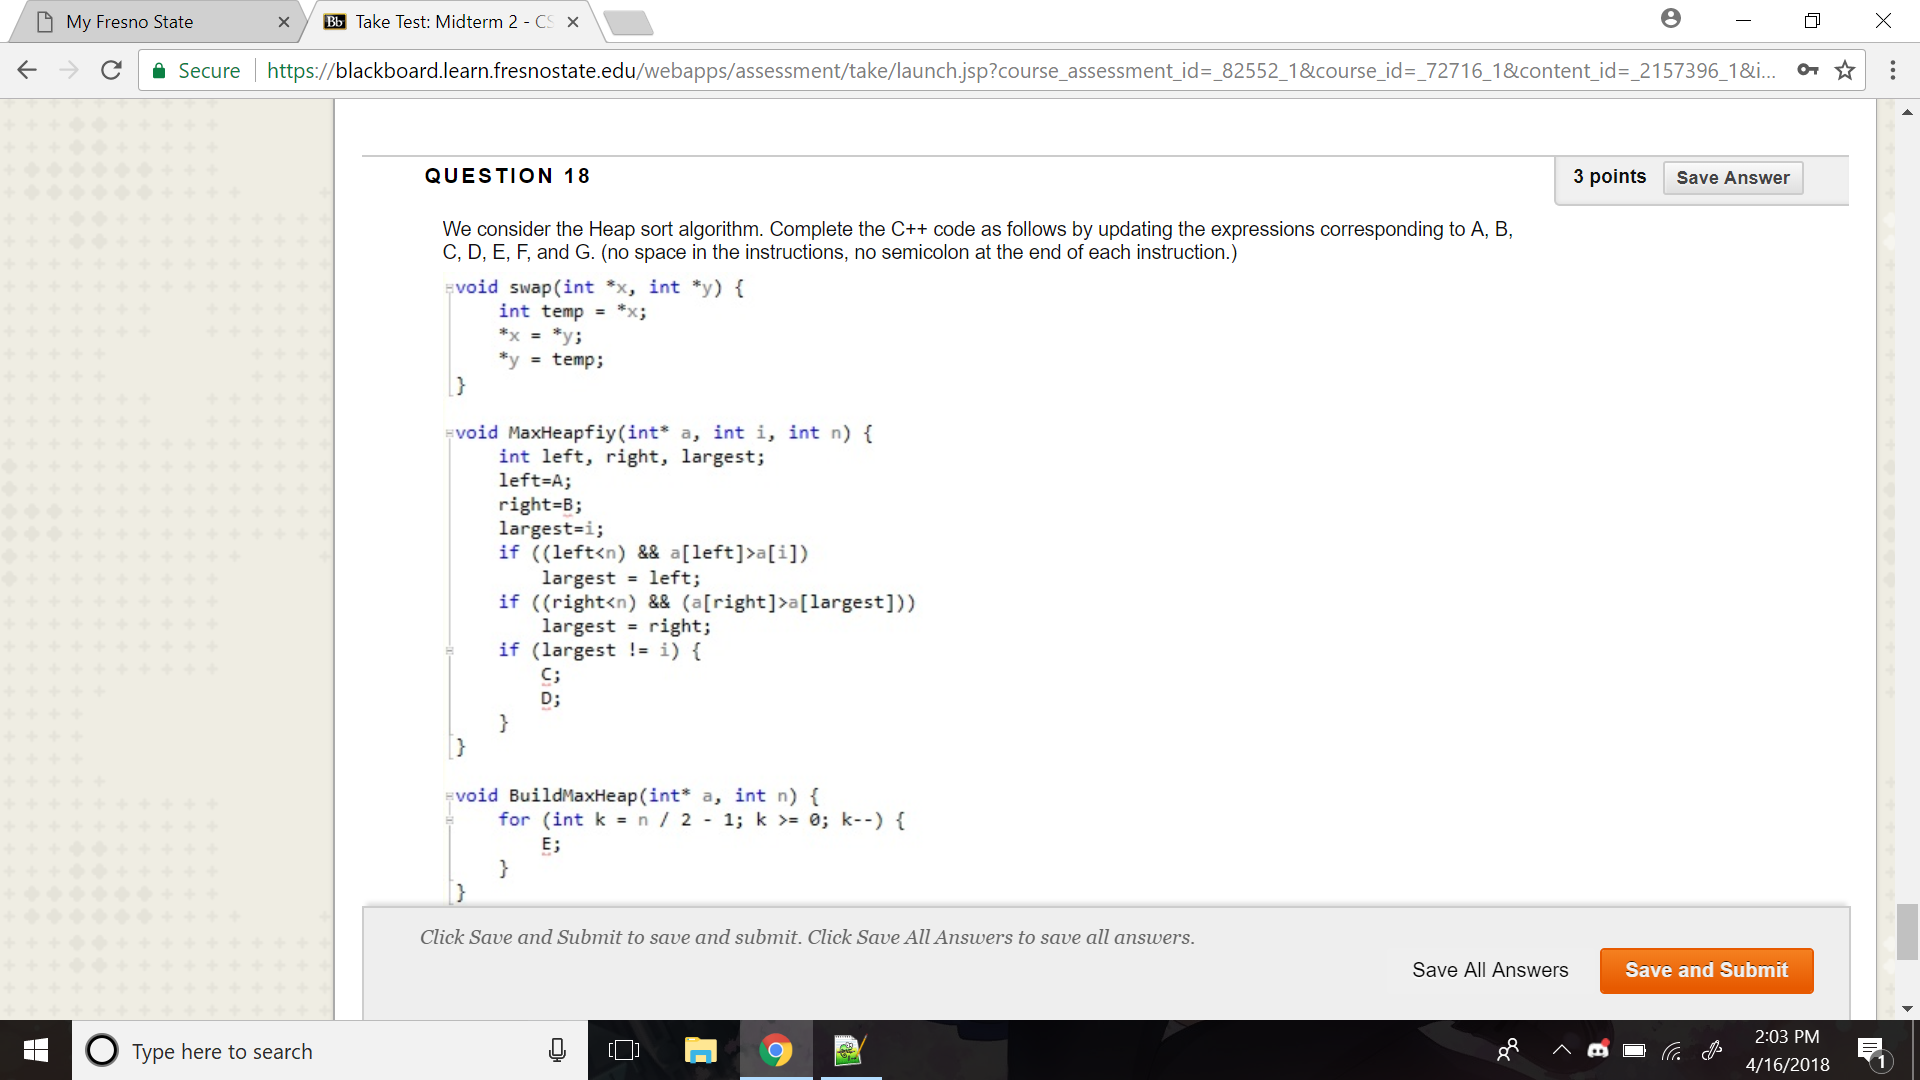 My Fresno State
Take Test: Midterm 2 - CS
Secure
https://blackboard.learn.fresnostate.edu/webapps/assessment/take/launch.jsp?course_assessment_id=_82552_1&course_id=_72716_1&content_id=_2157396_1&i...
QUESTION 18
3 points
Save Answer
We consider the Heap sort algorithm. Complete the C++ code as follows by updating the expressions corresponding to A, B,
C, D, E, F, and G. (no space in the instructions, no semicolon at the end of each instruction.)
void swap(int *x, int *y) {
int temp = *x;
*x = *y;
*y = temp;
}
void MaxHeapfiy(int* a, int i, int n) {
int left, right, largest;
left=A;
right=B;
largest=i;
if ((left<n) && a[left]>a[i])
largest = left;
if ((right<n) && (a[right]>a[largest]))
largest = right;
if (largest != i) {
C;
D;
}
}
void BuildMaxHeap(int* a, int n) {
for (int k = n / 2 - 1; k >= 0; k--) {
E;
}
}
Click Save and Submit to save and submit. Click Save All Answers to save all answers.
Save All Answers
Save and Submit
Type here to search
2:03 PM
4/16/2018
1